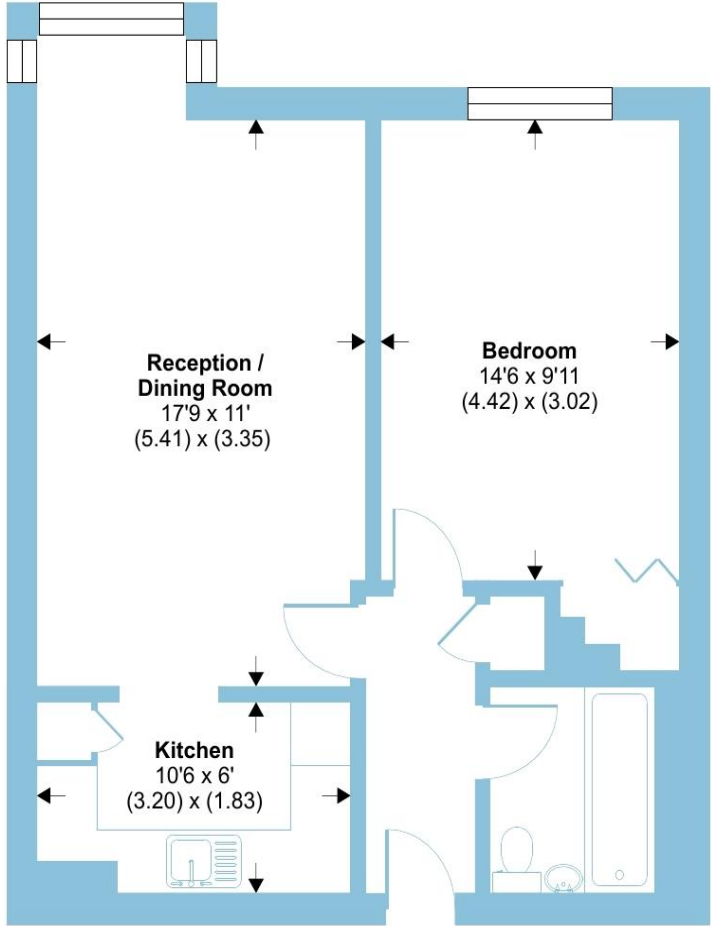 Reception /
Dining Room
17'9 x 11'
(5.41) x (3.35)
Bedroom
14'6 x 9'11
(4.42) x (3.02)
Kitchen
10'6 x 6'
(3.20) x (1.83)